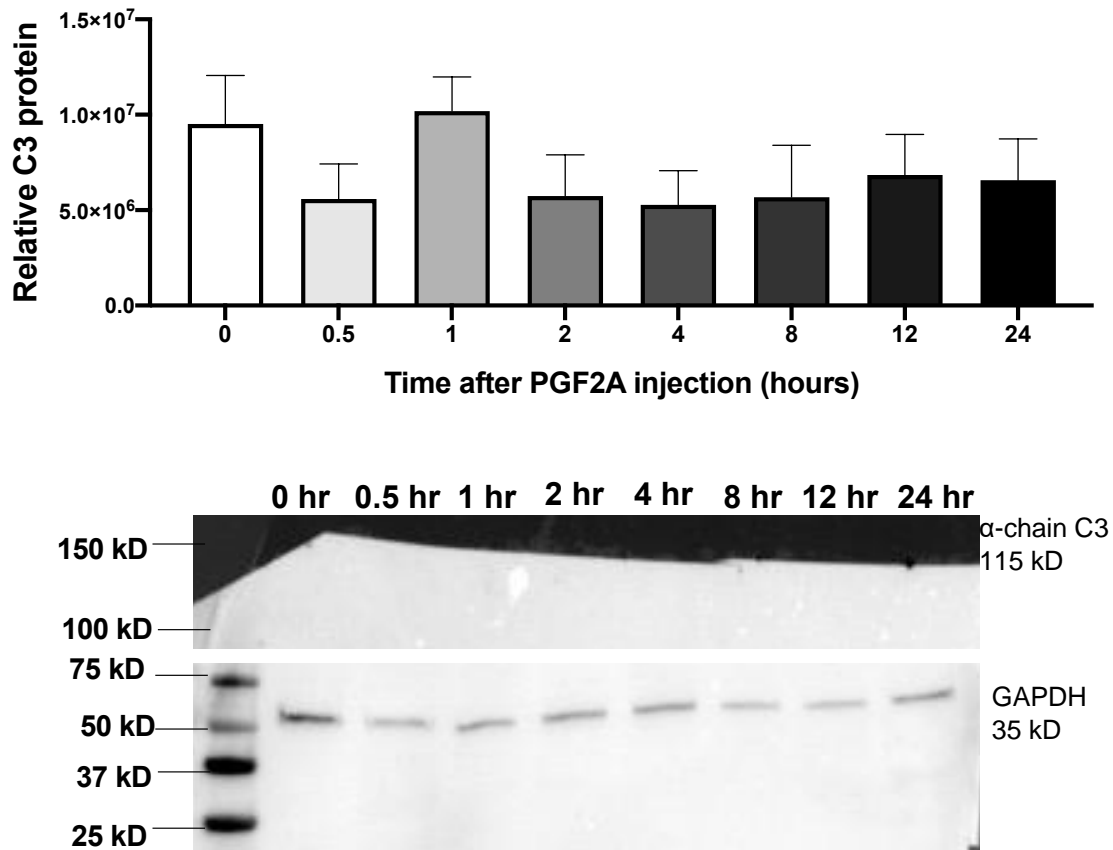 Relative C3 protein
1.5×10⁷
1.0×10⁷
5.0×10⁶
0.0
0 0.5 1 2 4 8 12 24
Time after PGF2A injection (hours)
0 hr 0.5 hr 1 hr 2 hr 4 hr 8 hr 12 hr 24 hr
150 kD
100 kD
α-chain C3
115 kD
75 kD
50 kD
37 kD
25 kD
GAPDH
35 kD